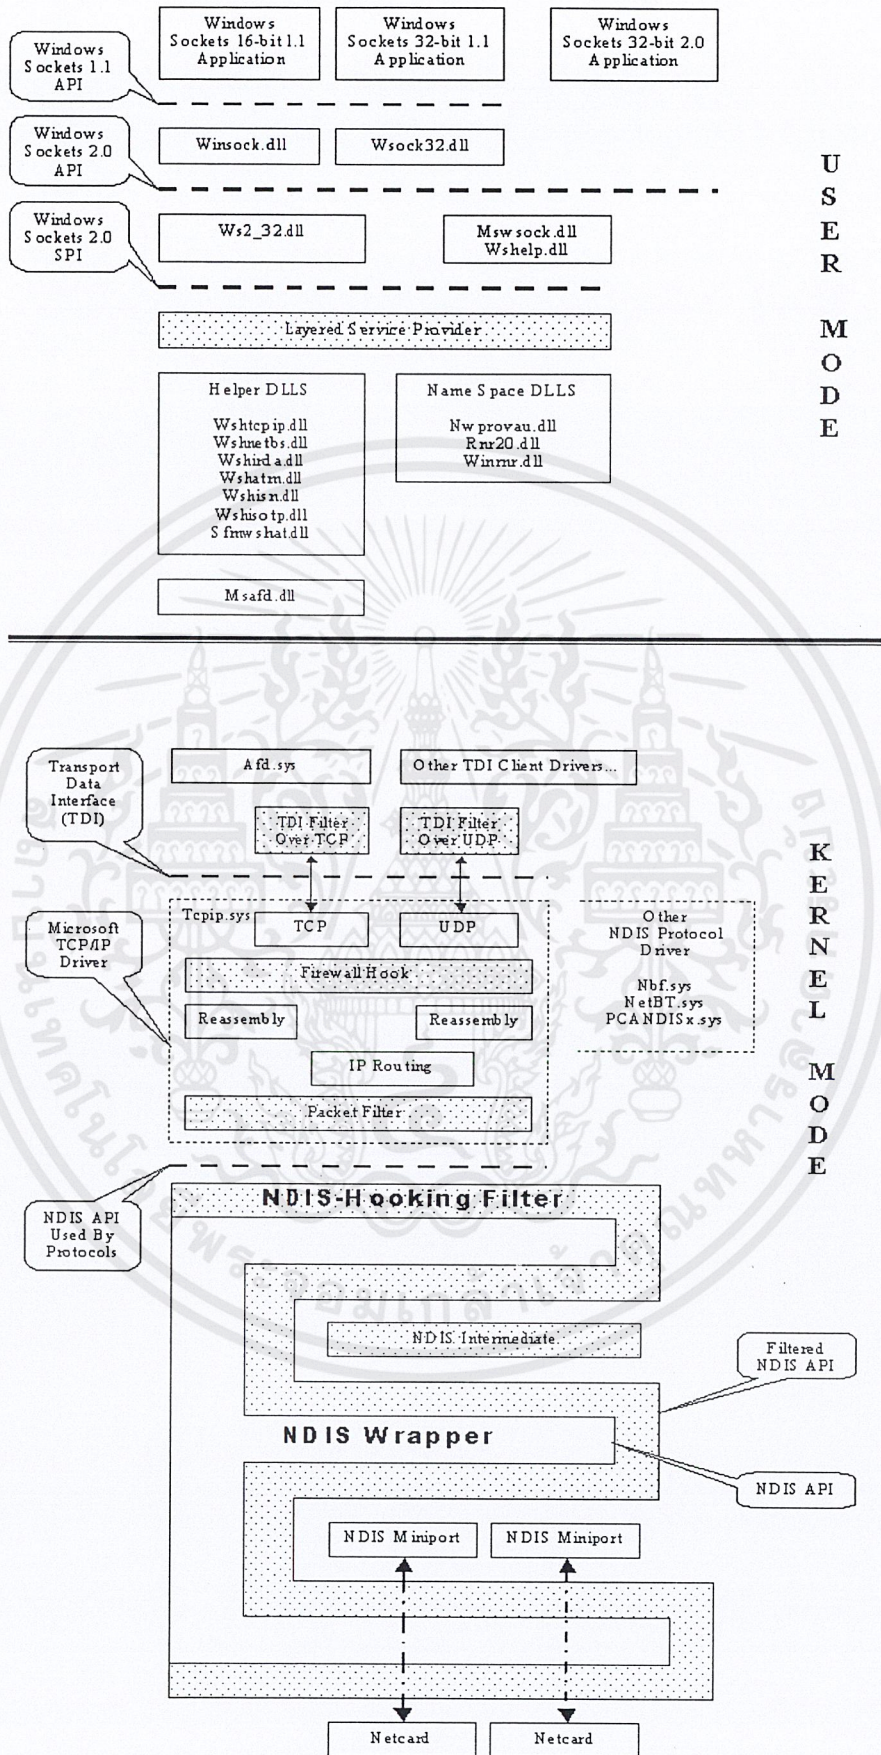 Windows
Sockets 16-bit 1.1
Application
Windows
Sockets 32-bit 1.1
Application
Windows
Sockets 32-bit 2.0
Application
Windows
Sockets 1.1
API
Windows
Sockets 2.0
API
Winsock.dll
Wsock32.dll
Windows
Sockets 2.0
SPI
Ws2_32.dll
Mswsock.dll
Wshelp.dll
Layered Service Provider
Helper DLLS
Wshtcpip.dll
Wshnetbs.dll
Wshirda.dll
Wshatm.dll
Wshisn.dll
Wshisotp.dll
Sfmwshat.dll
Name Space DLLS
Nwprovau.dll
Rnr20.dll
Winrnr.dll
Msafd.dll
USER MODE
Transport
Data
Interface
(TDI)
Afd.sys
Other TDI Client Drivers...
TDI Filter
Over TCP
TDI Filter
Over UDP
Microsoft
TCP/IP
Driver
Tcpip.sys
TCP
UDP
Firewall Hook
Reassembly
Reassembly
IP Routing
Packet Filter
Other
NDIS Protocol
Driver
Nbf.sys
NetBT.sys
PCANDISx.sys
KERNEL MODE
NDIS API
Used By
Protocols
NDIS-Hooking Filter
NDIS Intermediate
Filtered
NDIS API
NDIS Wrapper
NDIS API
NDIS Miniport
NDIS Miniport
Netcard
Netcard